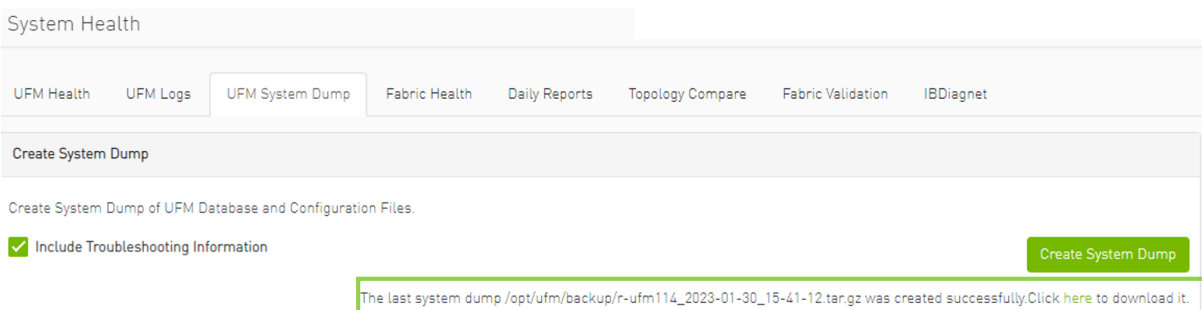 System Health
UFM Health UFM Logs UFM System Dump Fabric Health Daily Reports Topology Compare Fabric Validation IBDiagnet
Create System Dump
Create System Dump of UFM Database and Configuration Files.
Include Troubleshooting Information
Create System Dump
The last system dump /opt/ufm/backup/r-ufm114_2023-01-30_15-41-12.tar.gz was created successfully.Click here to download it.